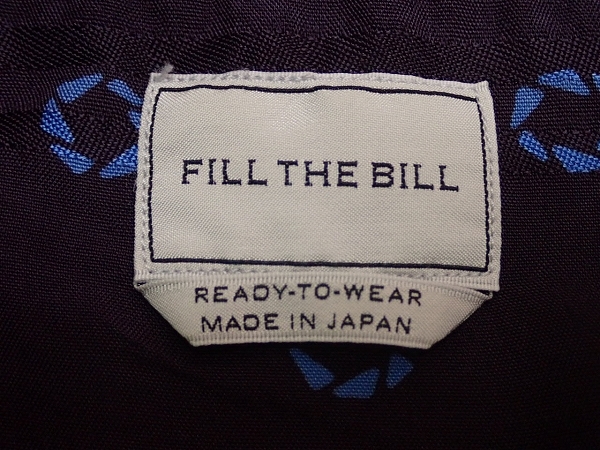 FILL THE BILL
READY-TO-WEAR
MADE IN JAPAN